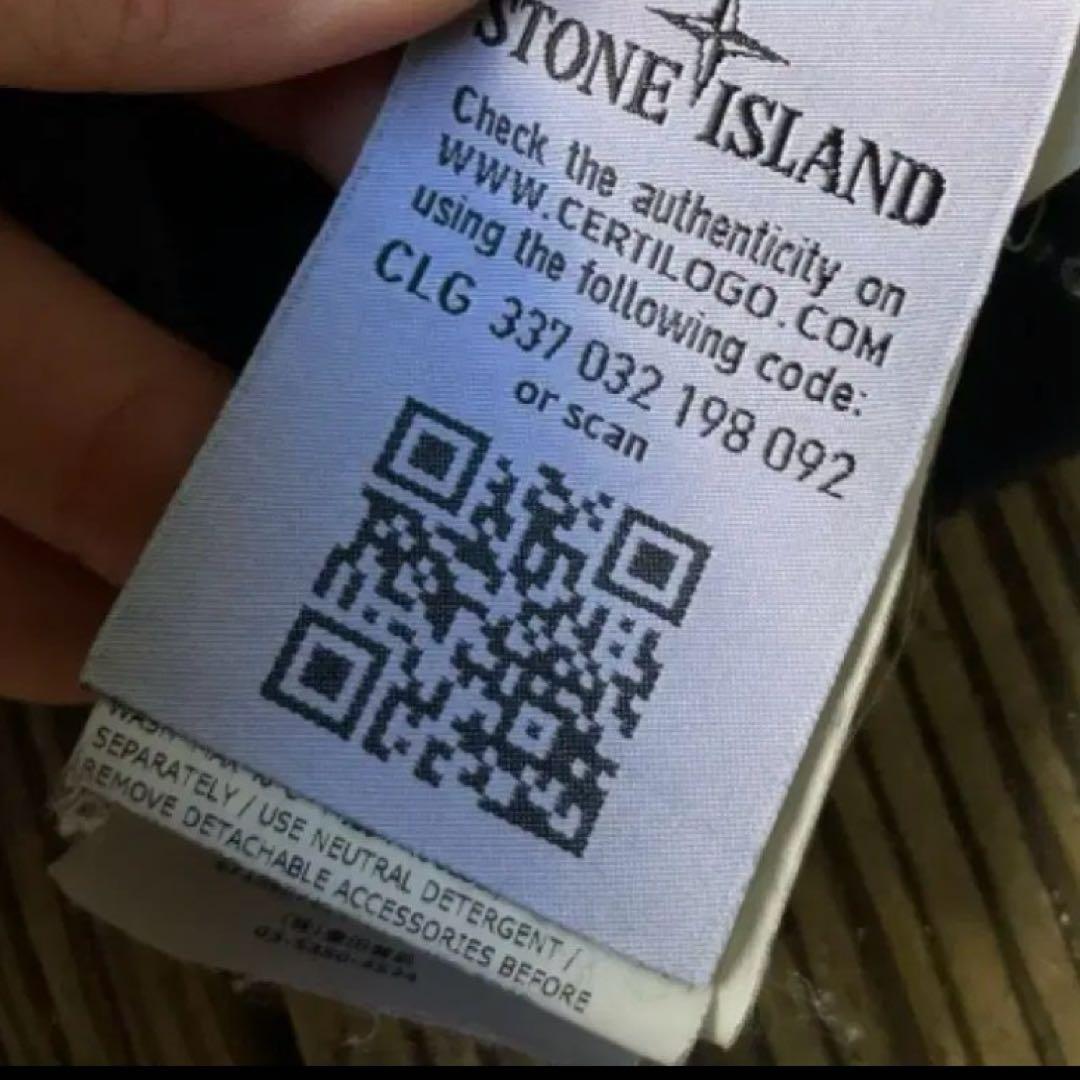 STONE ISLAND
Check the authenticity on
WWW.CERTILOGO.COM
using the following code:
CLG 337 032 198 092
or scan
WASH
SEPARATELY / USE NEUTRAL DETERGENT /
REMOVE DETACHABLE ACCESSORIES BEFORE